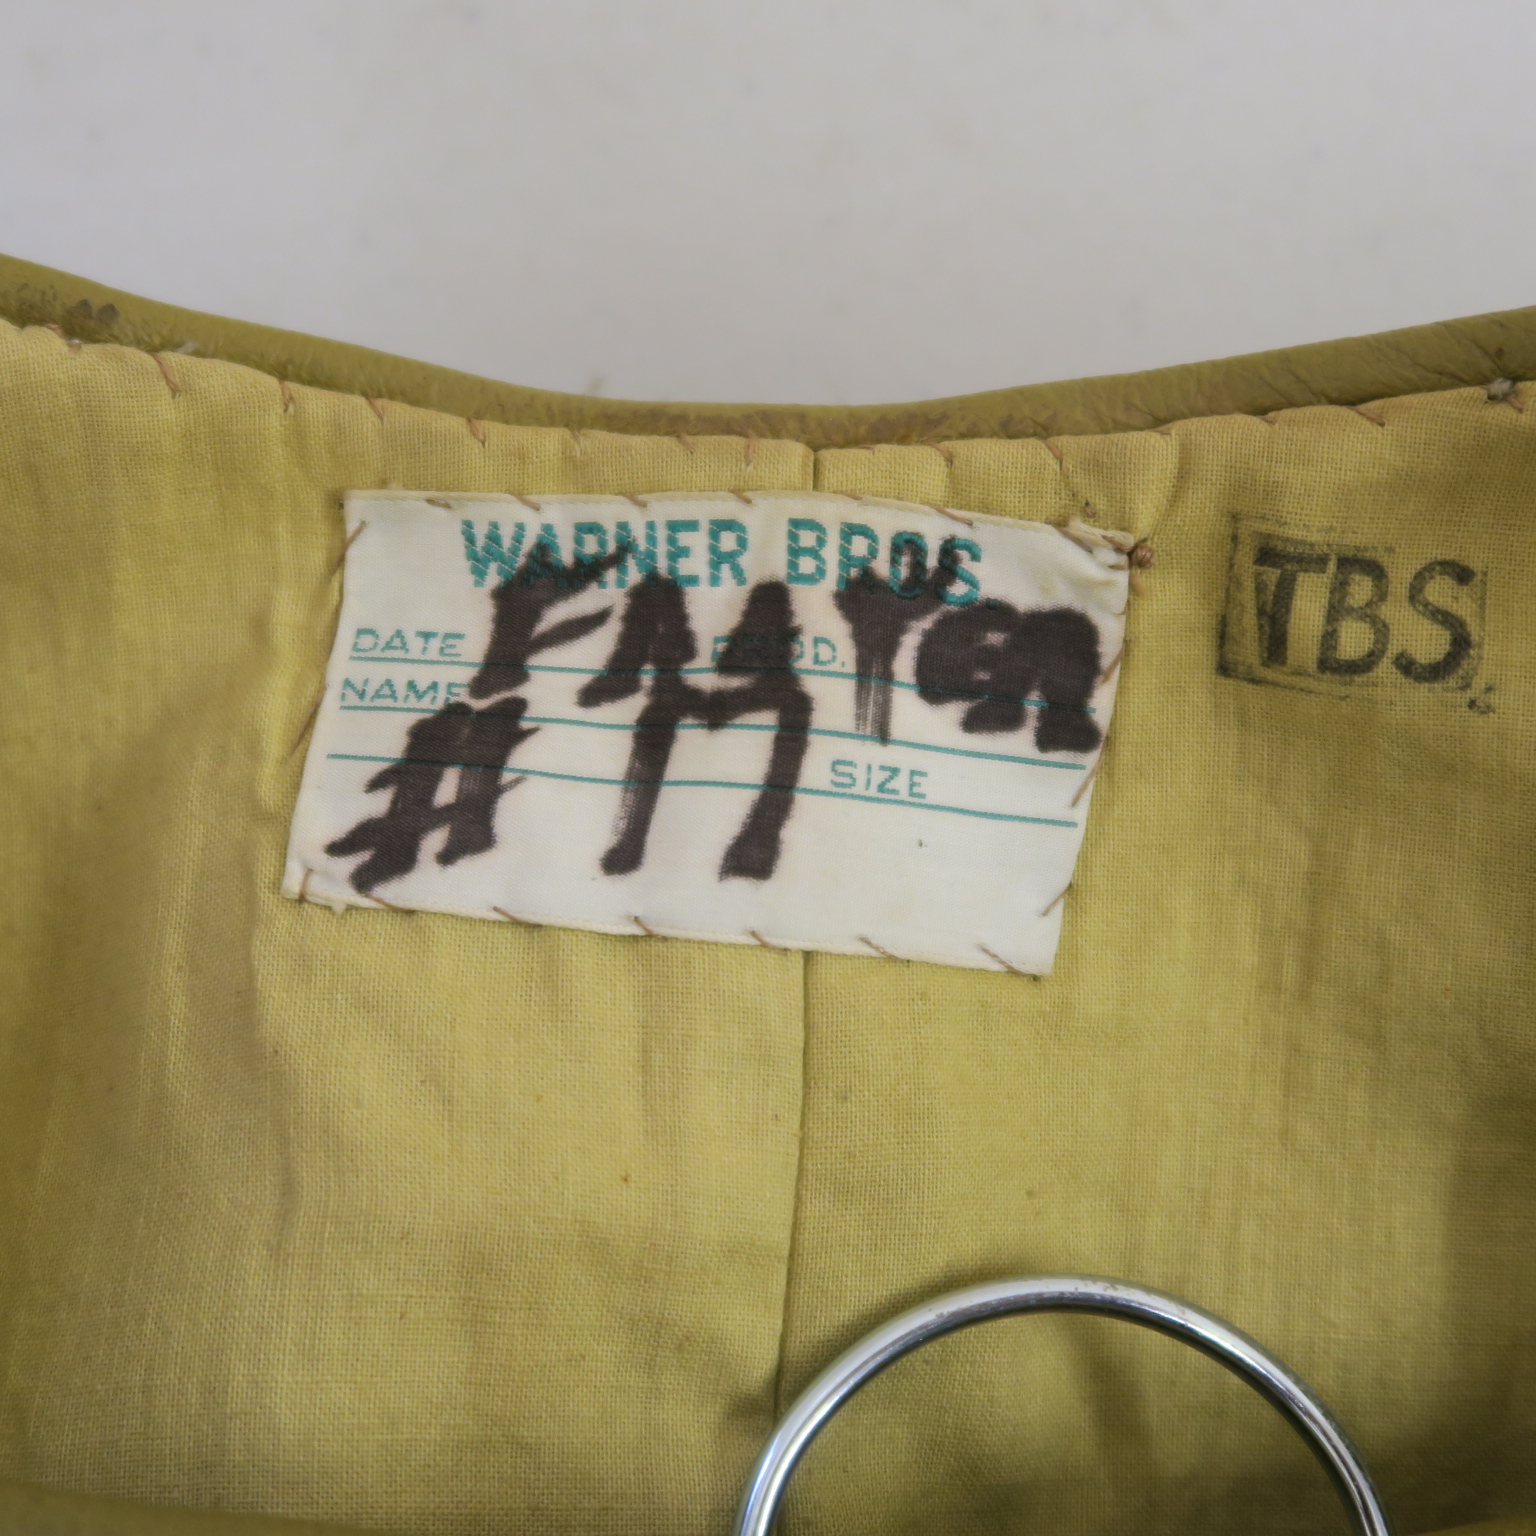 WARNER BROS.
DATE PROD.
NAME
SIZE
#
TBS